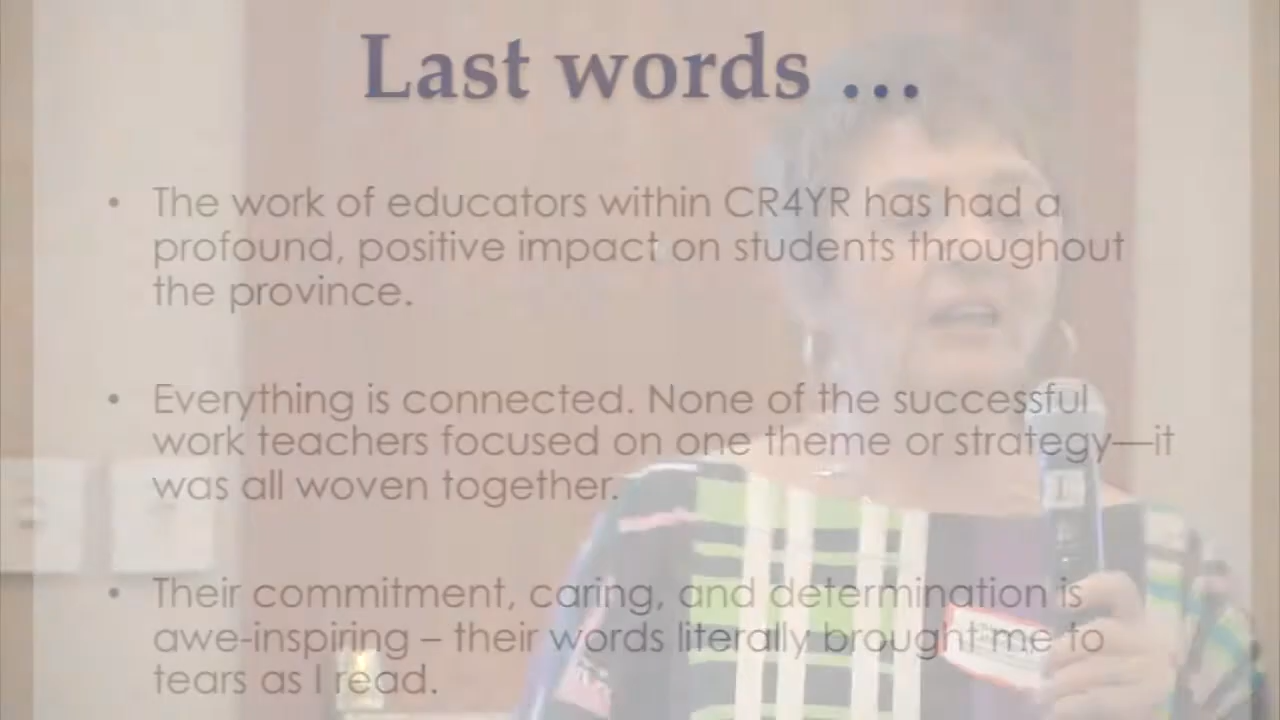 Last words ...
• The work of educators within CR4YR has had a
profound, positive impact on students throughout
the province.
• Everything is connected. None of the successful
work teachers focused on one theme or strategy—it
was all woven together.
• Their commitment, caring, and determination is
awe-inspiring – their words literally brought me to
tears as I read.